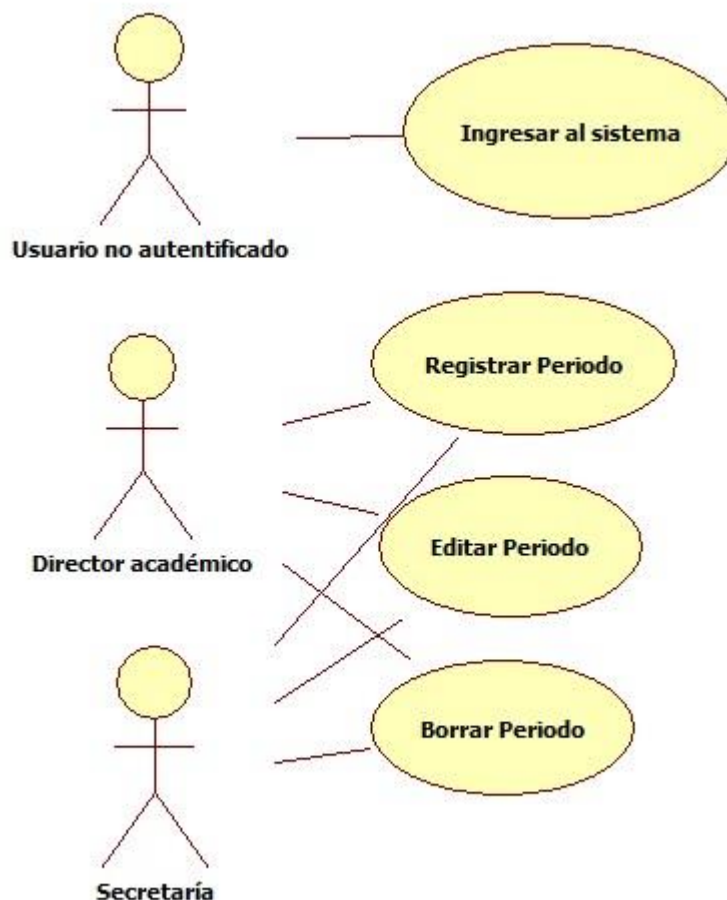 Ingresar al sistema
Usuario no autentificado
Registrar Periodo
Editar Periodo
Director académico
Borrar Periodo
Secretaría